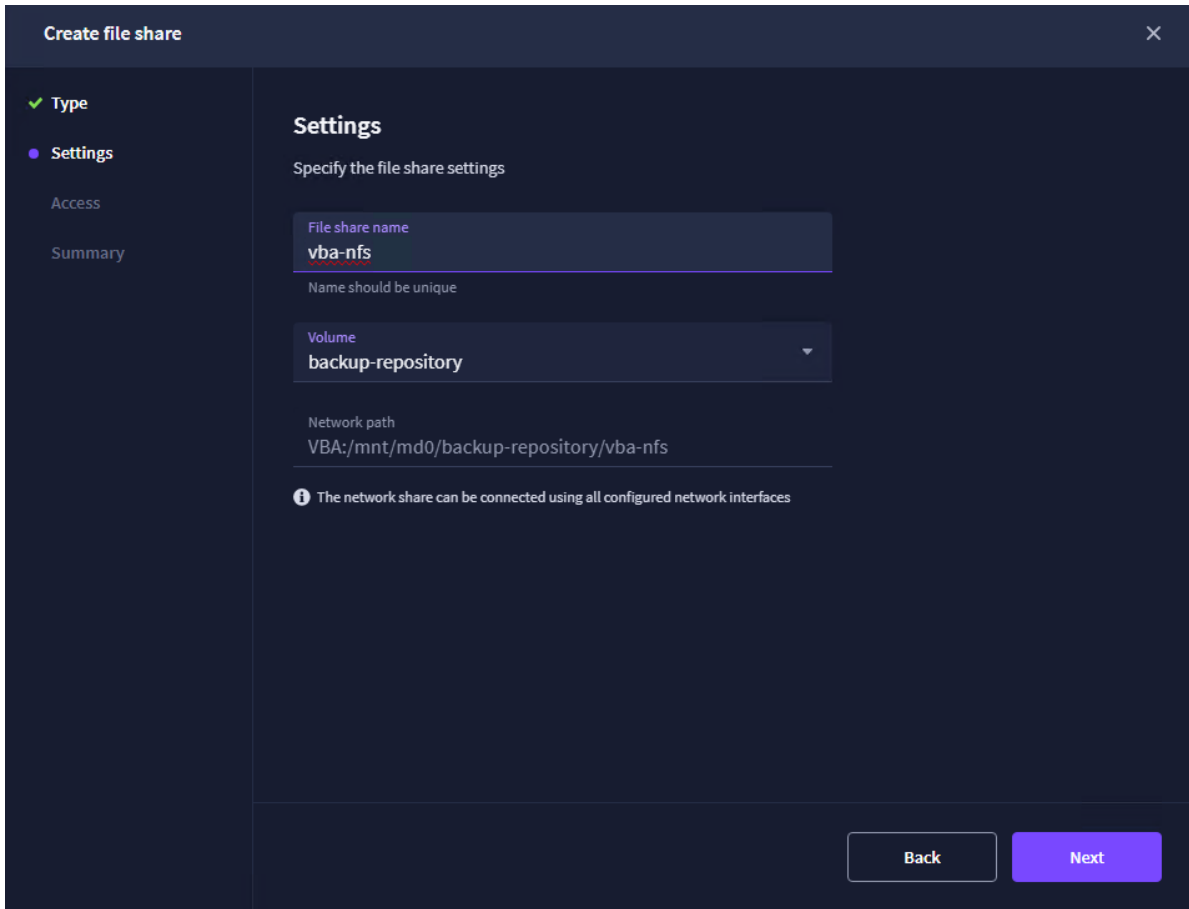 Create file share
Type
Settings
Access
Summary
Settings
Specify the file share settings
File share name
vba-nfs
Name should be unique
Volume
backup-repository
Network path
VBA:/mnt/md0/backup-repository/vba-nfs
The network share can be connected using all configured network interfaces
Back
Next